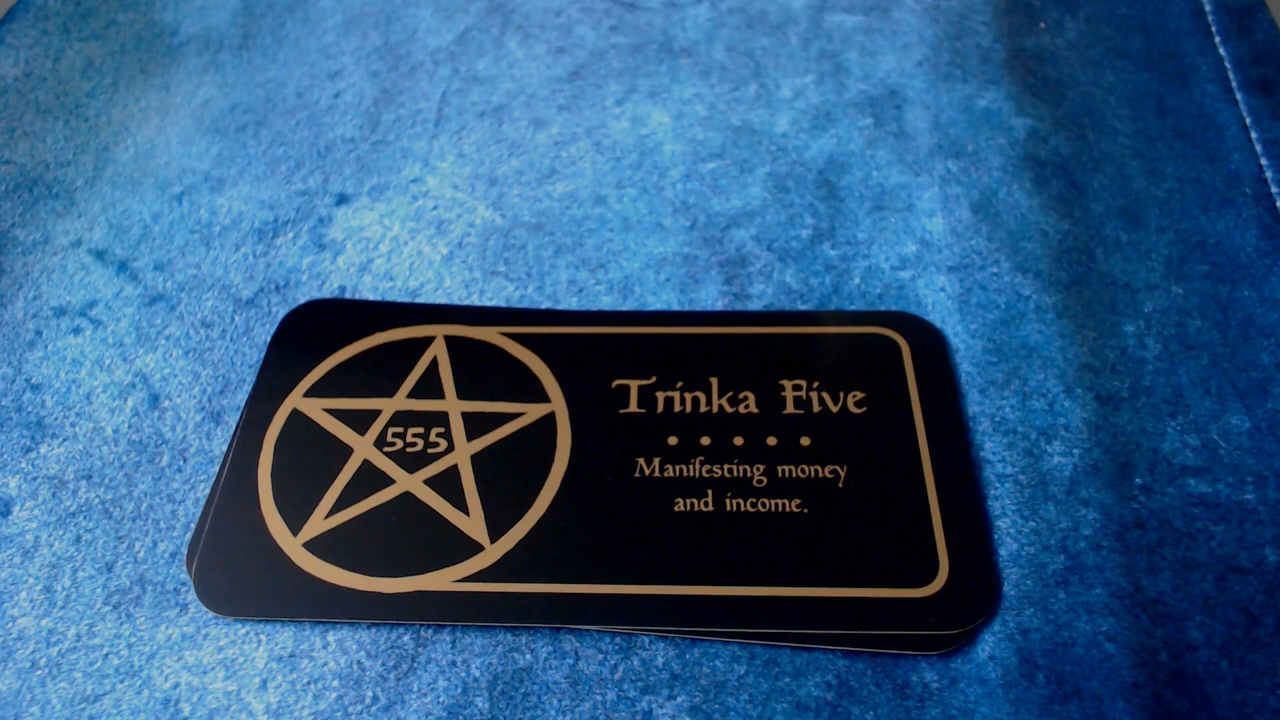 555
Trinka Five
• • • • •
Manifesting money
and income.